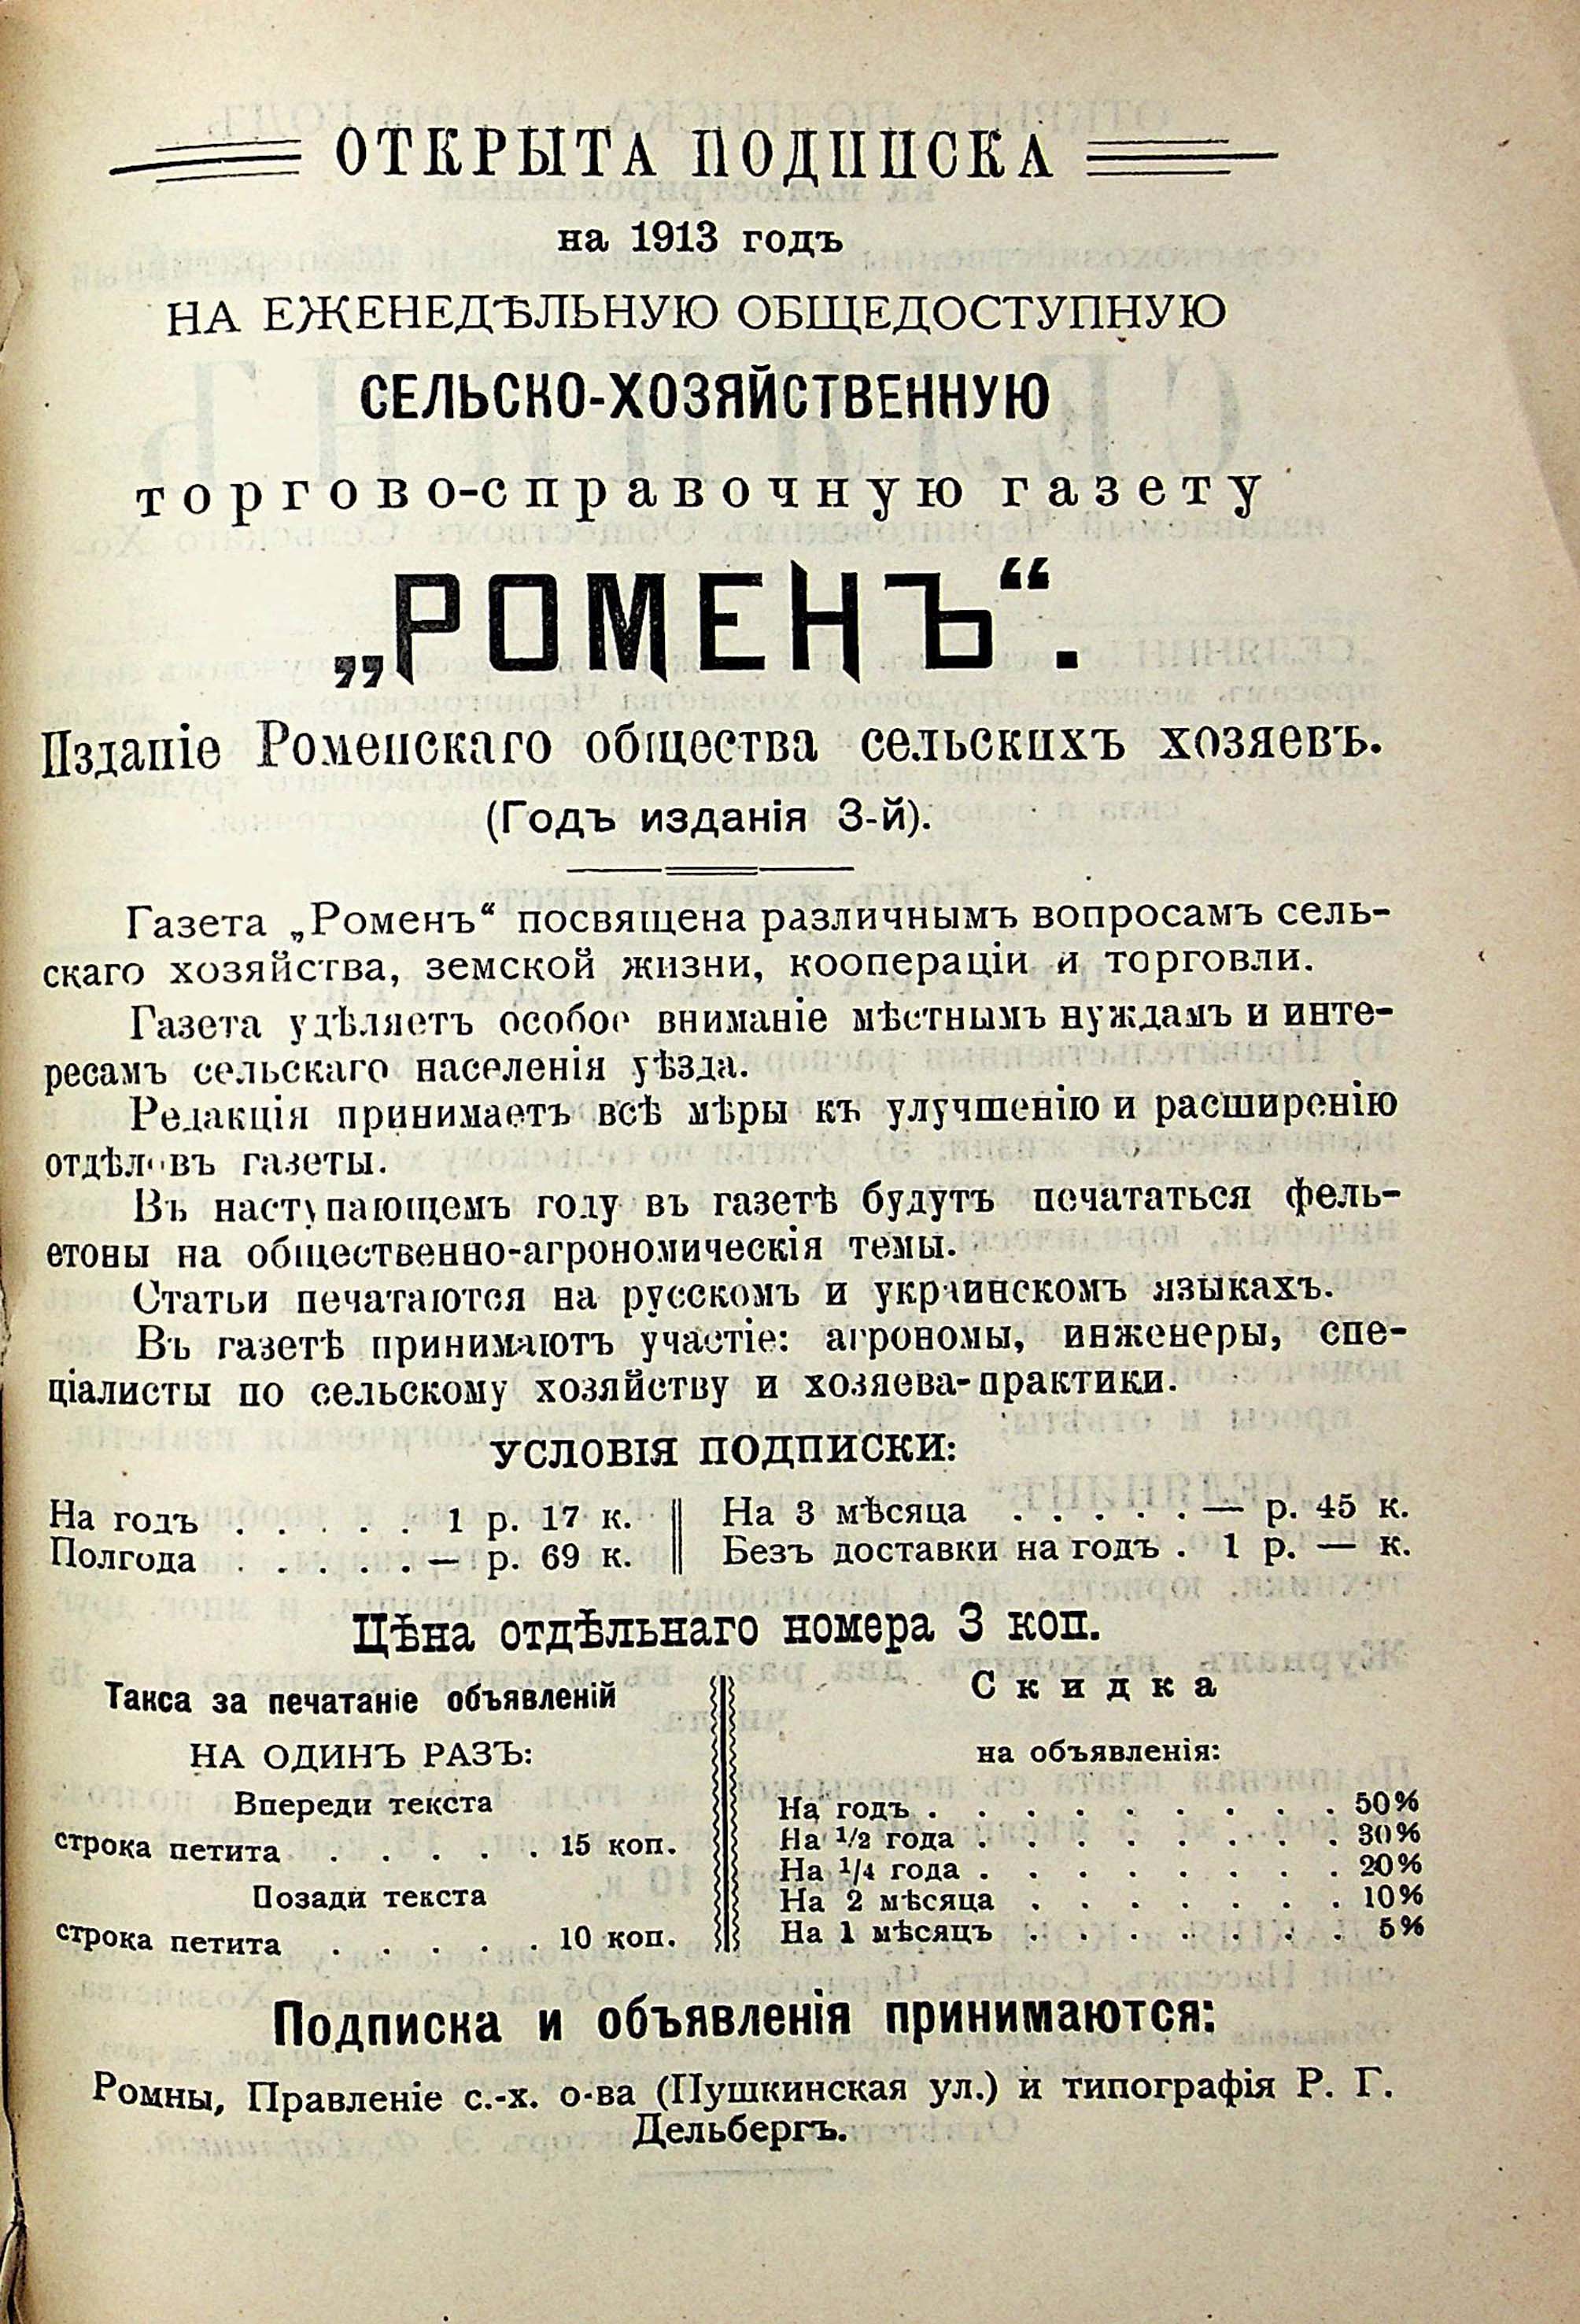 ОТКРЫТА ПОДПИСКА
на 1913 годъ
НА ЕЖЕНЕДѢЛЬНУЮ ОБЩЕДОСТУПНУЮ
СЕЛЬСКО-ХОЗЯЙСТВЕННУЮ
торгово-справочную газету
„РОМЕНЪ“.
Изданіе Роменскаго общества сельскихъ хозяевъ.
(Годъ изданія 3-й).
Газета „Роменъ“ посвящена различнымъ вопросамъ сель-
скаго хозяйства, земской жизни, коопераціи и торговли.
Газета удѣляетъ особое вниманіе мѣстнымъ нуждамъ и инте-
ресамъ сельскаго населенія уѣзда.
Редакція принимаетъ всѣ мѣры къ улучшенію и расширенію
отдѣловъ газеты.
Въ наступающемъ году въ газетѣ будутъ печататься фель-
етоны на общественно-агрономическія темы.
Статьи печатаются на русскомъ и украинскомъ языкахъ.
Въ газетѣ принимаютъ участіе: агрономы, инженеры, спе-
ціалисты по сельскому хозяйству и хозяева-практики.
УСЛОВІЯ ПОДПИСКИ:
На годъ . . . . . 1 р. 17 к.
Полгода . . . . . — р. 69 к.
На 3 мѣсяца . . . . . — р. 45 к.
Безъ доставки на годъ . 1 р. — к.
Цѣна отдѣльнаго номера 3 коп.
Такса за печатаніе объявленій
НА ОДИНЪ РАЗЪ:
Впереди текста
строка петита . . . . . 15 коп.
Позади текста
строка петита . . . . . 10 коп.
Скидка
на объявленія:
На годъ . . . . . . . . . 50%
На 1/2 года . . . . . . . . 30%
На 1/4 года . . . . . . . . 20%
На 2 мѣсяца . . . . . . . 10%
На 1 мѣсяцъ . . . . . . . 5%
Подписка и объявленія принимаются:
Ромны, Правленіе с.-х. о-ва (Пушкинская ул.) и типографія Р. Г.
Дельбергъ.